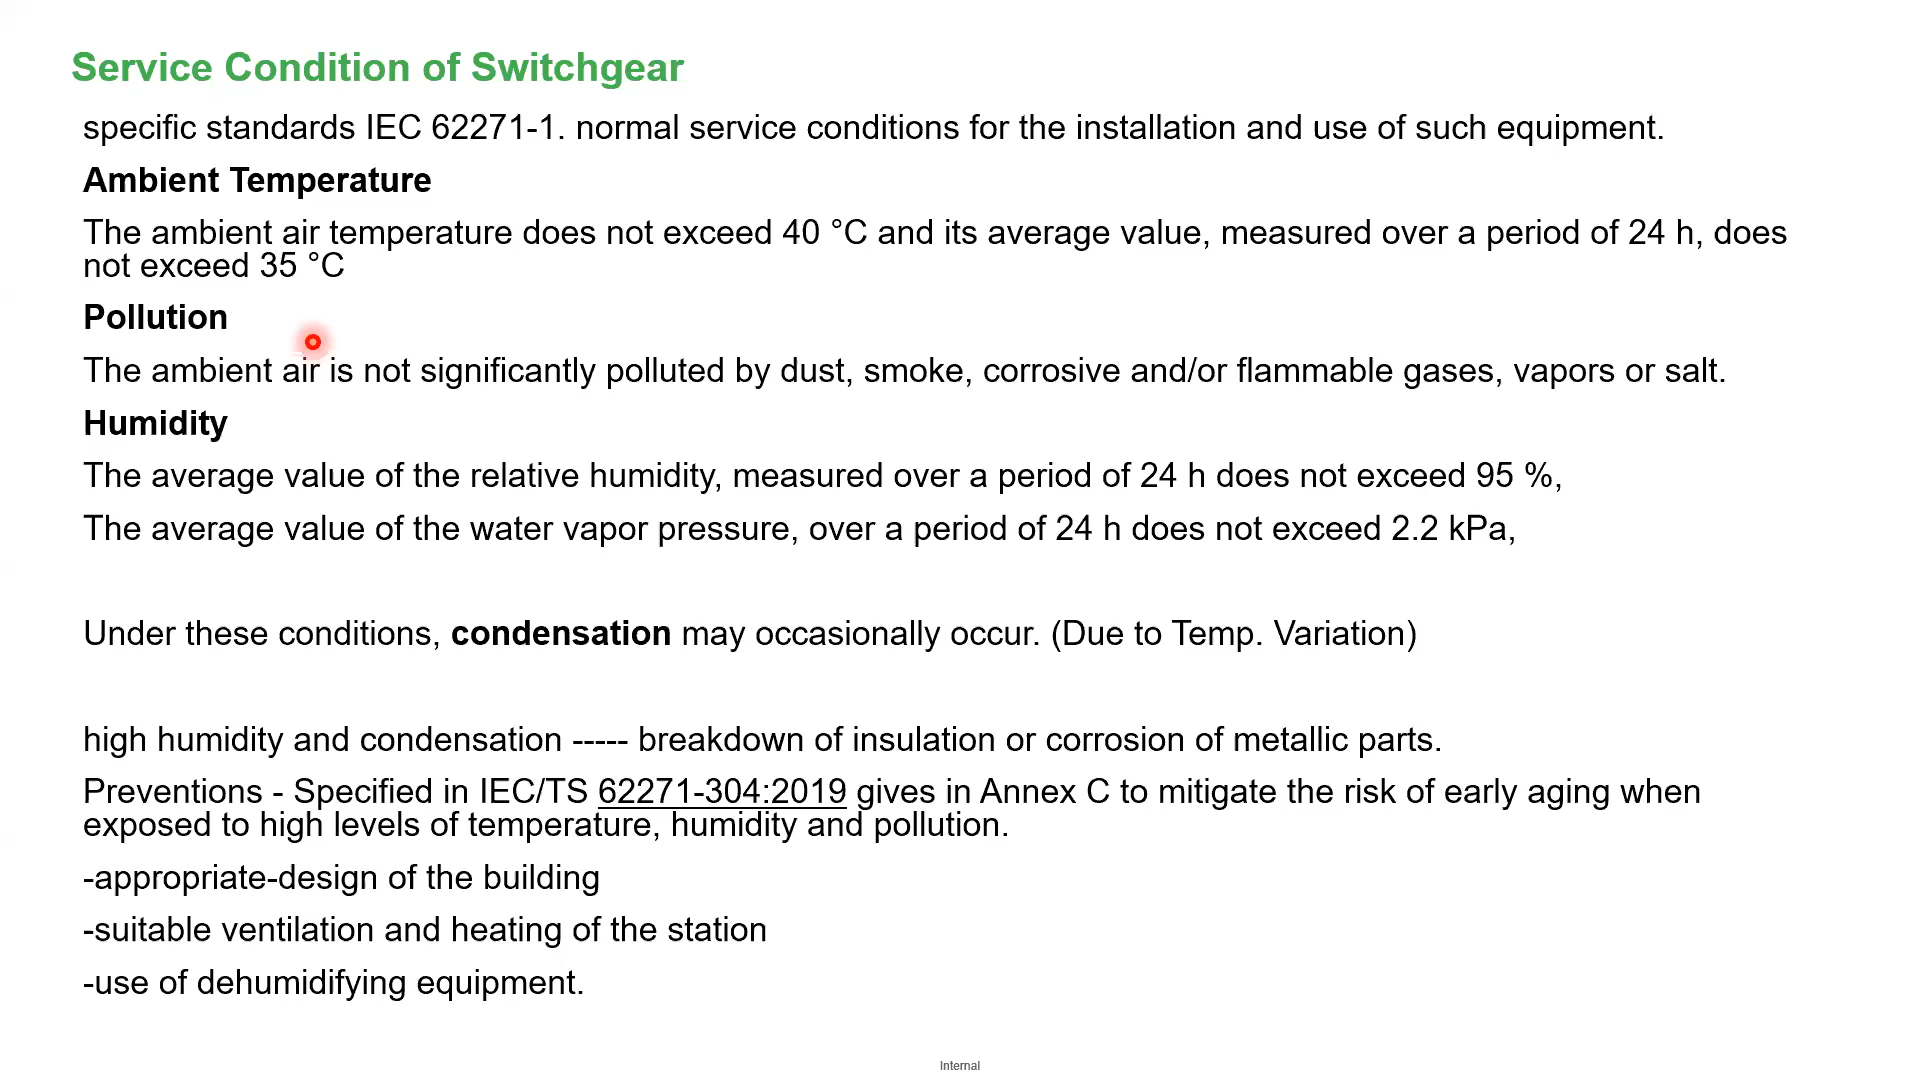 Service Condition of Switchgear
specific standards IEC 62271-1. normal service conditions for the installation and use of such equipment.
Ambient Temperature
The ambient air temperature does not exceed 40 °C and its average value, measured over a period of 24 h, does
not exceed 35 °C
Pollution
The ambient air is not significantly polluted by dust, smoke, corrosive and/or flammable gases, vapors or salt.
Humidity
The average value of the relative humidity, measured over a period of 24 h does not exceed 95 %,
The average value of the water vapor pressure, over a period of 24 h does not exceed 2.2 kPa,
Under these conditions, condensation may occasionally occur. (Due to Temp. Variation)
high humidity and condensation ----- breakdown of insulation or corrosion of metallic parts.
Preventions - Specified in IEC/TS 62271-304:2019 gives in Annex C to mitigate the risk of early aging when
exposed to high levels of temperature, humidity and pollution.
-appropriate-design of the building
-suitable ventilation and heating of the station
-use of dehumidifying equipment.
Internal